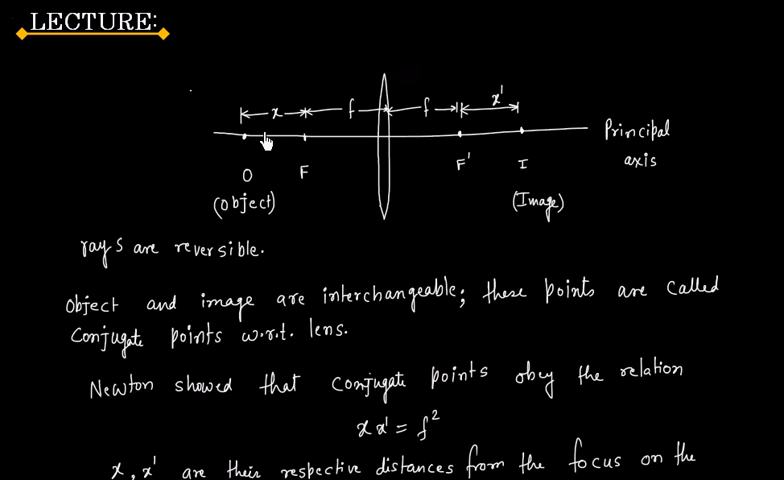 LECTURE:
x f f x'
Principal
axis
O F F' I
(object) (Image)
rays are reversible.
Object and image are interchangeable; these points are called
Conjugate points w.r.t. lens.
Newton showed that conjugate points obey the relation
x x' = f²
x, x' are their respective distances from the focus on the